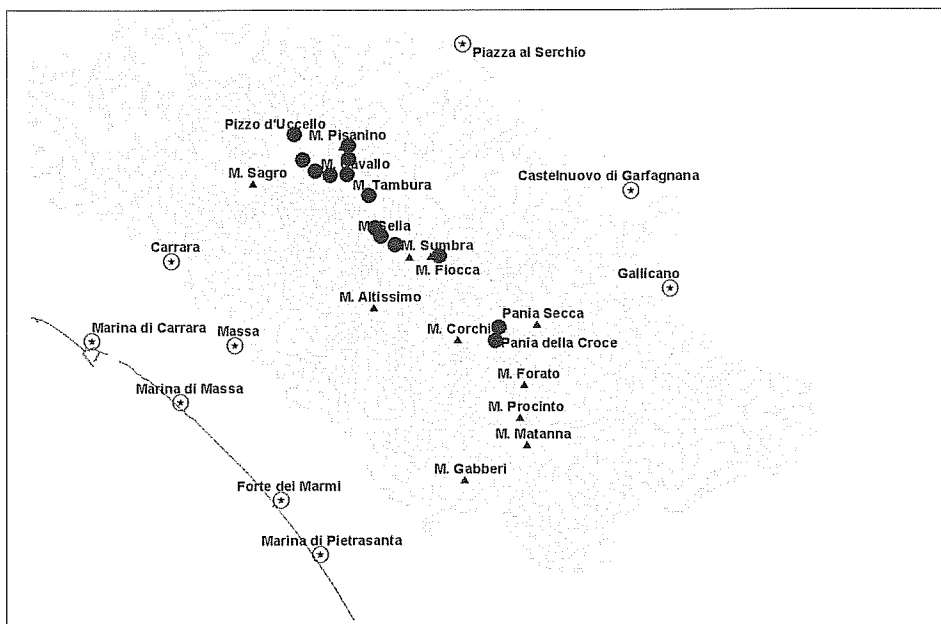 Piazza al Serchio
Pizzo d'Uccello
M. Pisanino
M. Cavallo
M. Sagro
M. Tambura
Castelnuovo di Garfagnana
M. Sella
M. Sumbra
Carrara
M. Fiocca
Gallicano
M. Altissimo
Pania Secca
Marina di Carrara
Massa
M. Corchi
Pania della Croce
M. Forato
Marina di Massa
M. Procinto
M. Matanna
M. Gabberi
Forte dei Marmi
Marina di Pietrasanta